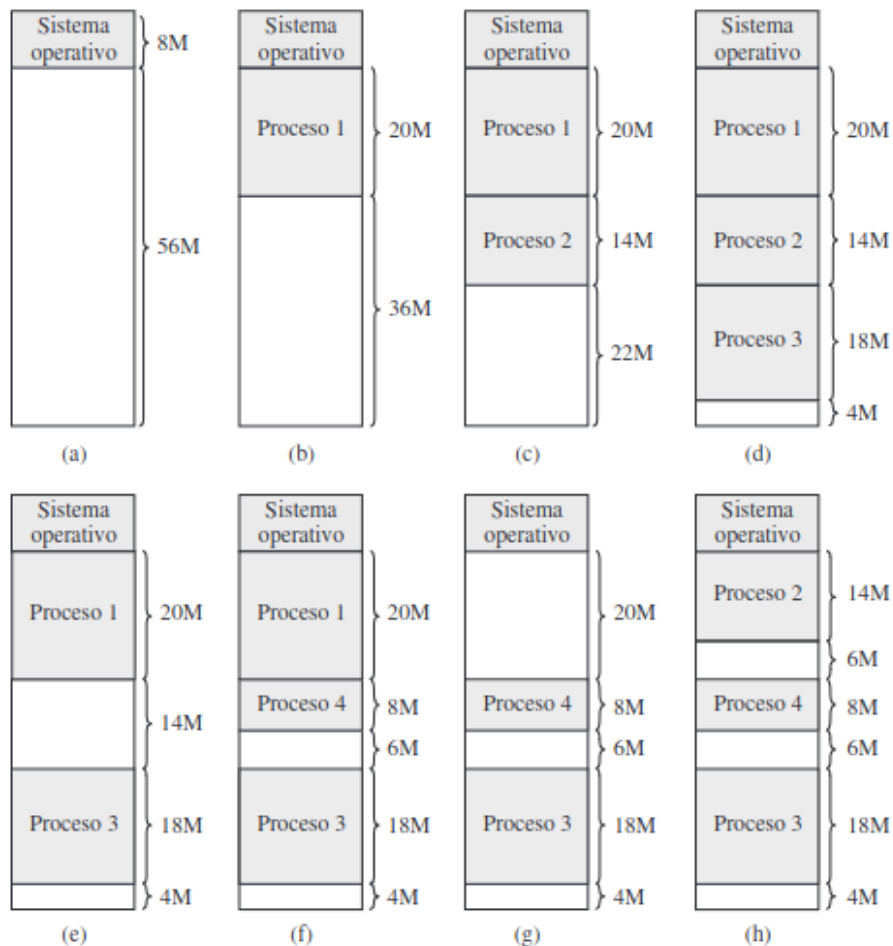 Sistema
operativo
8M
56M
(a)
Sistema
operativo
Proceso 1
20M
36M
(b)
Sistema
operativo
Proceso 1
20M
Proceso 2
14M
22M
(c)
Sistema
operativo
Proceso 1
20M
Proceso 2
14M
Proceso 3
18M
4M
(d)
Sistema
operativo
Proceso 1
20M
14M
Proceso 3
18M
4M
(e)
Sistema
operativo
Proceso 1
20M
Proceso 4
8M
6M
Proceso 3
18M
4M
(f)
Sistema
operativo
20M
Proceso 4
8M
6M
Proceso 3
18M
4M
(g)
Sistema
operativo
Proceso 2
14M
6M
Proceso 4
8M
6M
Proceso 3
18M
4M
(h)